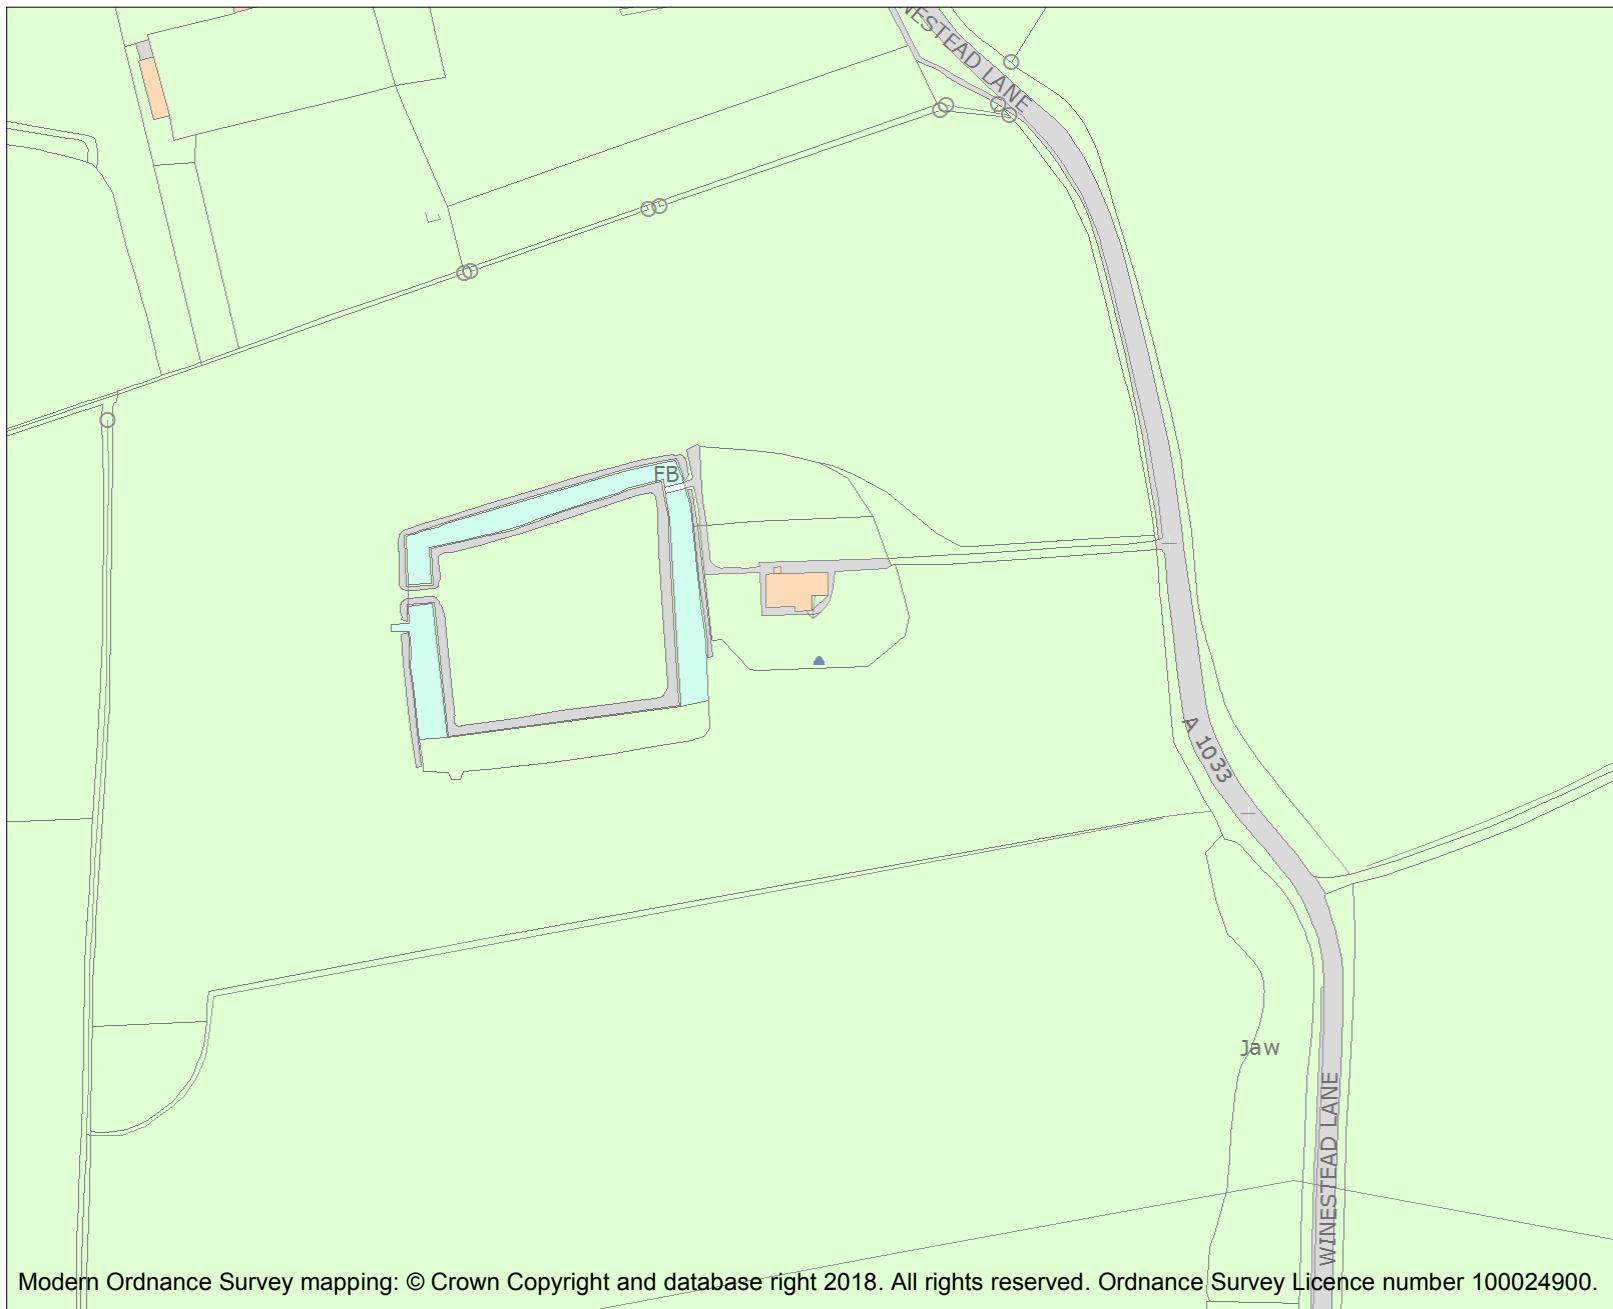 NESTEAD LANE
FB
A 1033
Jaw
WINESTEAD LANE
Modern Ordnance Survey mapping: © Crown Copyright and database right 2018. All rights reserved. Ordnance Survey Licence number 100024900.